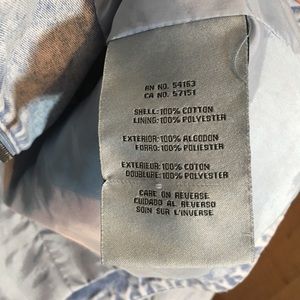 RN NO. 54163
CA NO. 57151
SHELL: 100% COTTON
LINING: 100% POLYESTER
EXTERIOR: 100% ALGODON
FORRO: 100% POLIESTER
EXTERIEUR: 100% COTON
DOUBLURE: 100% POLYESTER
CARE ON REVERSE
CUIDADO AL REVERSO
SOIN SUR L'INVERSE